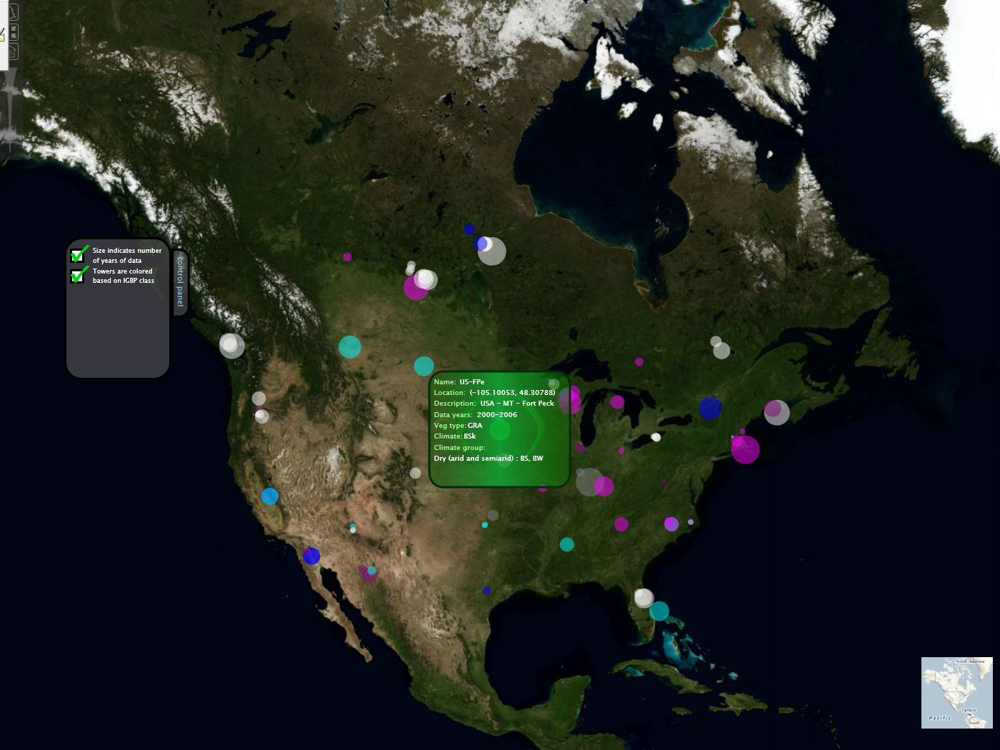 Size indicates number
of years of data
Towers are colored
based on IGBP class
control panel
Name: US-FPe
Location: (-105.10053, 48.30788)
Description: USA - MT - Fort Peck
Data years: 2000-2006
Veg type: GRA
Climate: BSk
Climate group:
Dry (arid and semiarid) : BS, BW
North America
Pacific
Caribbean
Sea
South